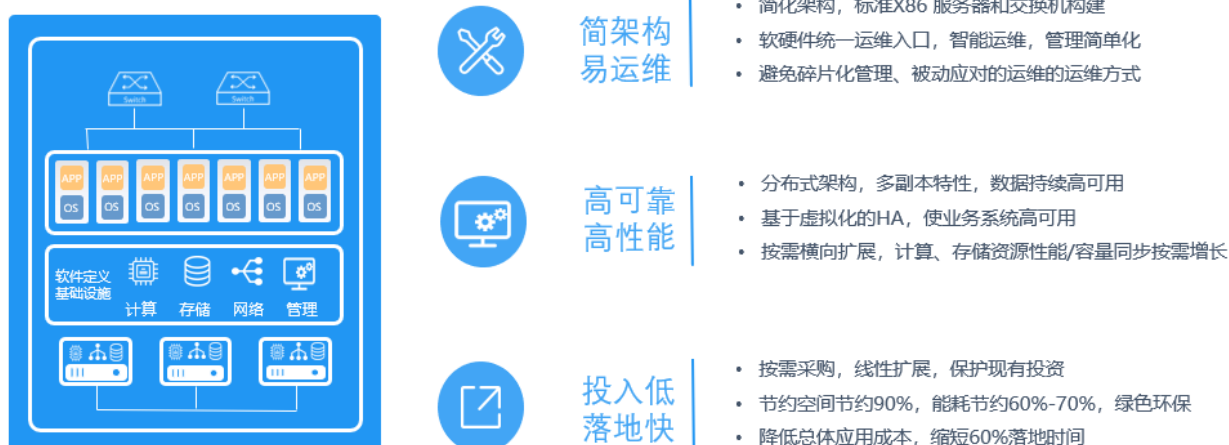 Switch Switch
APP APP APP APP APP APP APP
OS OS OS OS OS OS OS
软件定义
基础设施
计算 存储 网络 管理
简架构
易运维
• 简化架构，标准X86 服务器和交换机构建
• 软硬件统一运维入口，智能运维，管理简单化
• 避免碎片化管理、被动应对的运维的运维方式
高可靠
高性能
• 分布式架构，多副本特性，数据持续高可用
• 基于虚拟化的HA，使业务系统高可用
• 按需横向扩展，计算、存储资源性能/容量同步按需增长
投入低
落地快
• 按需采购，线性扩展，保护现有投资
• 节约空间节约90%，能耗节约60%-70%，绿色环保
• 降低总体应用成本，缩短60%落地时间